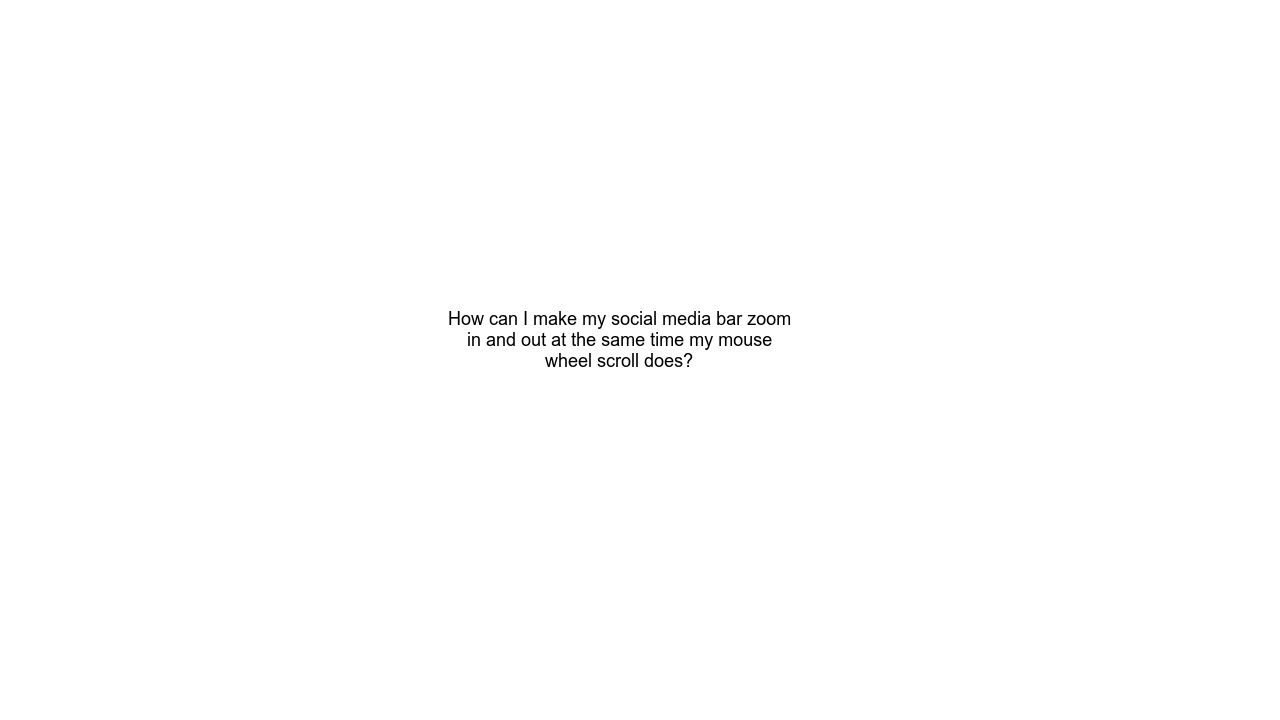 How can I make my social media bar zoom
in and out at the same time my mouse
wheel scroll does?